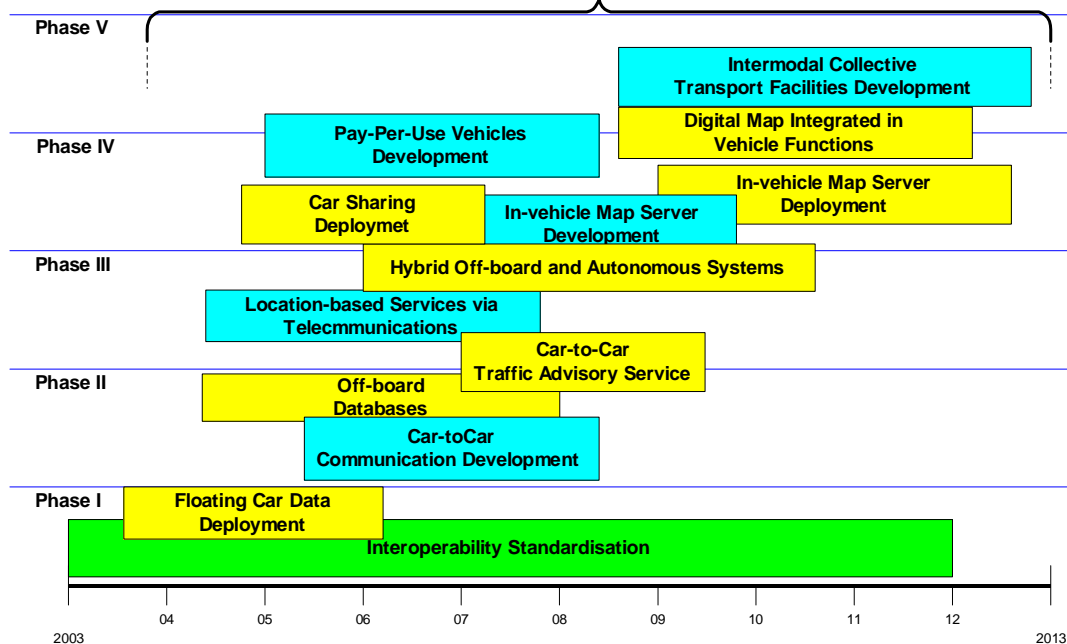 Phase V
Intermodal Collective
Transport Facilities Development
Digital Map Integrated in
Vehicle Functions
Pay-Per-Use Vehicles
Development
Phase IV
In-vehicle Map Server
Deployment
Car Sharing
Deploymet
In-vehicle Map Server
Development
Phase III
Hybrid Off-board and Autonomous Systems
Location-based Services via
Telecmmunications
Car-to-Car
Traffic Advisory Service
Phase II
Off-board
Databases
Car-toCar
Communication Development
Phase I
Floating Car Data
Deployment
Interoperability Standardisation
04 05 06 07 08 09 10 11 12
2003 2013